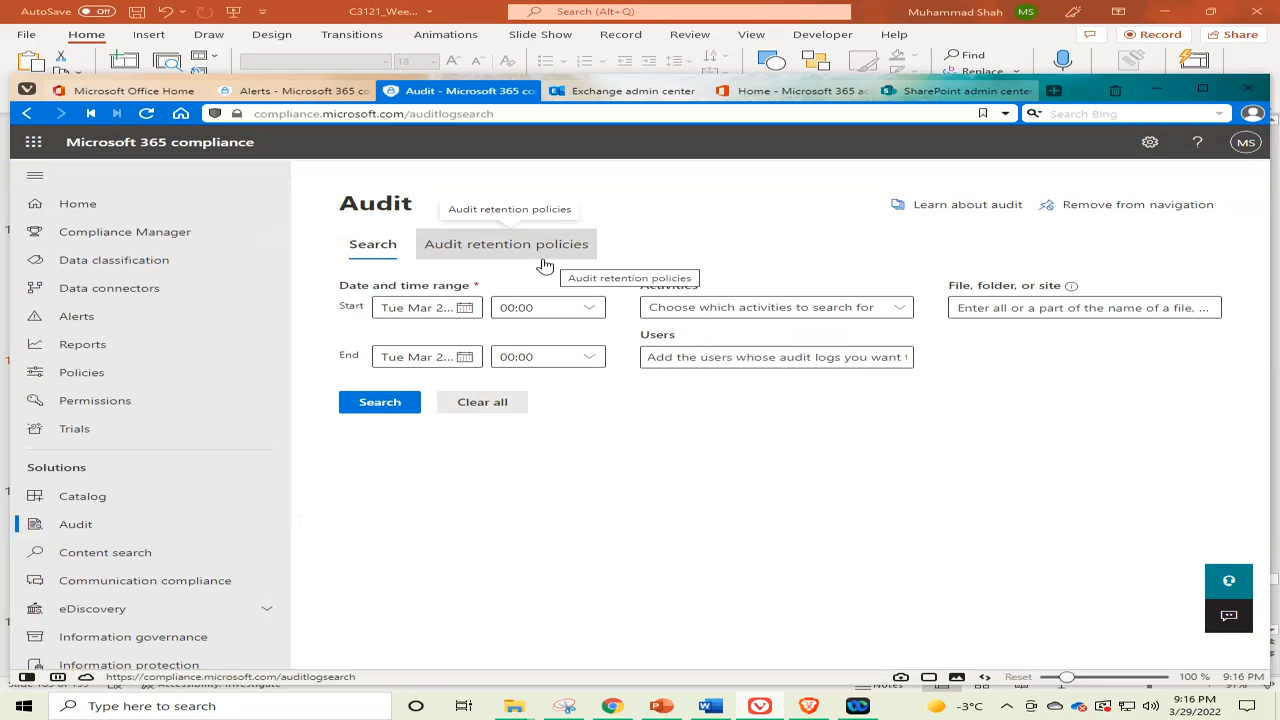 AutoSave Off C3121_Wee... Search (Alt+Q) Muhammad Shah MS
File Home Insert Draw Design Transitions Animations Slide Show Record Review View Developer Help Record Share
18 Find
Replace
Microsoft Office Home Alerts - Microsoft 365 co Audit - Microsoft 365 co Exchange admin center Home - Microsoft 365 a SharePoint admin center
compliance.microsoft.com/auditlogsearch Search Bing
Microsoft 365 compliance MS
Home
Compliance Manager
Data classification
Data connectors
Alerts
Reports
Policies
Permissions
Trials
Solutions
Catalog
Audit
Content search
Communication compliance
eDiscovery
Information governance
Information protection
Audit
Audit retention policies
Learn about audit Remove from navigation
Search Audit retention policies
Audit retention policies
Date and time range * Activities File, folder, or site
Start Tue Mar 2... 00:00 Choose which activities to search for Enter all or a part of the name of a file, ...
Users
End Tue Mar 2... 00:00 Add the users whose audit logs you want t
Search Clear all
https://compliance.microsoft.com/auditlogsearch Reset 100 % 9:16 PM
Notes
Type here to search -3°C 9:16 PM
3/29/2022